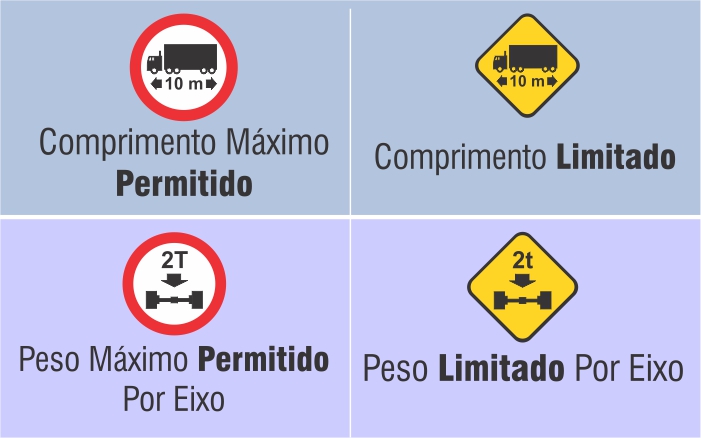 10 m
Comprimento Máximo
Permitido
10 m
Comprimento Limitado
2T
Peso Máximo Permitido
Por Eixo
2t
Peso Limitado Por Eixo